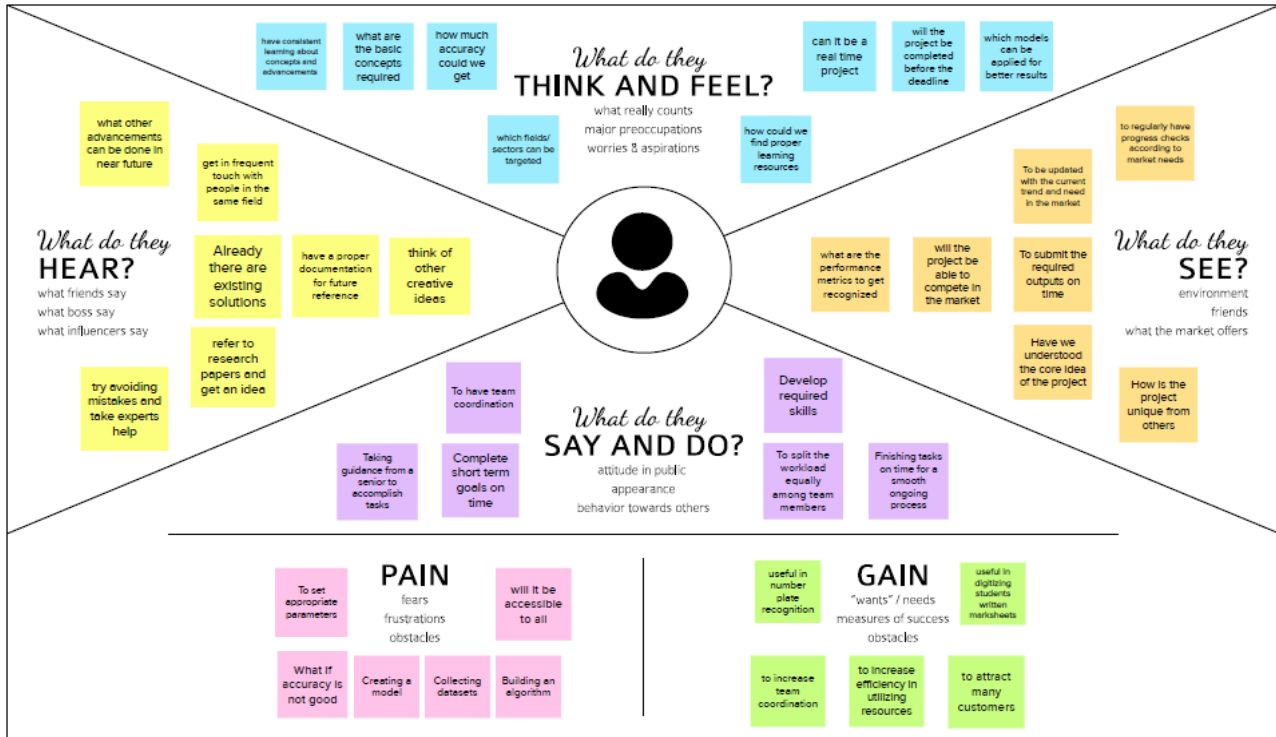 have consistent
learning about
concepts and
advancements
what are
the basic
concepts
required
how much
accuracy
could we
get
What do they
THINK AND FEEL?
what really counts
major preoccupations
worries & aspirations
can it be a
real time
project
will the
project be
completed
before the
deadline
which models
can be
applied for
better results
which fields/
sectors can be
targeted
how could we
find proper
learning
resources
what other
advancements
can be done in
near future
get in frequent
touch with
people in the
same field
What do they
HEAR?
what friends say
what boss say
what influencers say
Already
there are
existing
solutions
have a proper
documentation
for future
reference
think of
other
creative
ideas
refer to
research
papers and
get an idea
try avoiding
mistakes and
take experts
help
to regularly have
progress checks
according to
market needs
To be updated
with the current
trend and need
in the market
what are the
performance
metrics to get
recognized
will the
project be
able to
compete in
the market
To submit the
required
outputs on
time
What do they
SEE?
environment
friends
what the market offers
Have we
understood
the core idea
of the project
How is the
project
unique from
others
To have team
coordination
Taking
guidance from a
senior to
accomplish
tasks
Complete
short term
goals on
time
What do they
SAY AND DO?
attitude in public
appearance
behavior towards others
Develop
required
skills
To split the
workload
equally
among team
members
Finishing tasks
on time for a
smooth
ongoing
process
To set
appropriate
parameters
PAIN
fears
frustrations
obstacles
will it be
accessible
to all
What if
accuracy is
not good
Creating a
model
Collecting
datasets
Building an
algorithm
useful in
number
plate
recognition
GAIN
"wants" / needs
measures of success
obstacles
useful in
digitizing
students
written
marksheets
to increase
team
coordination
to increase
efficiency in
utilizing
resources
to attract
many
customers